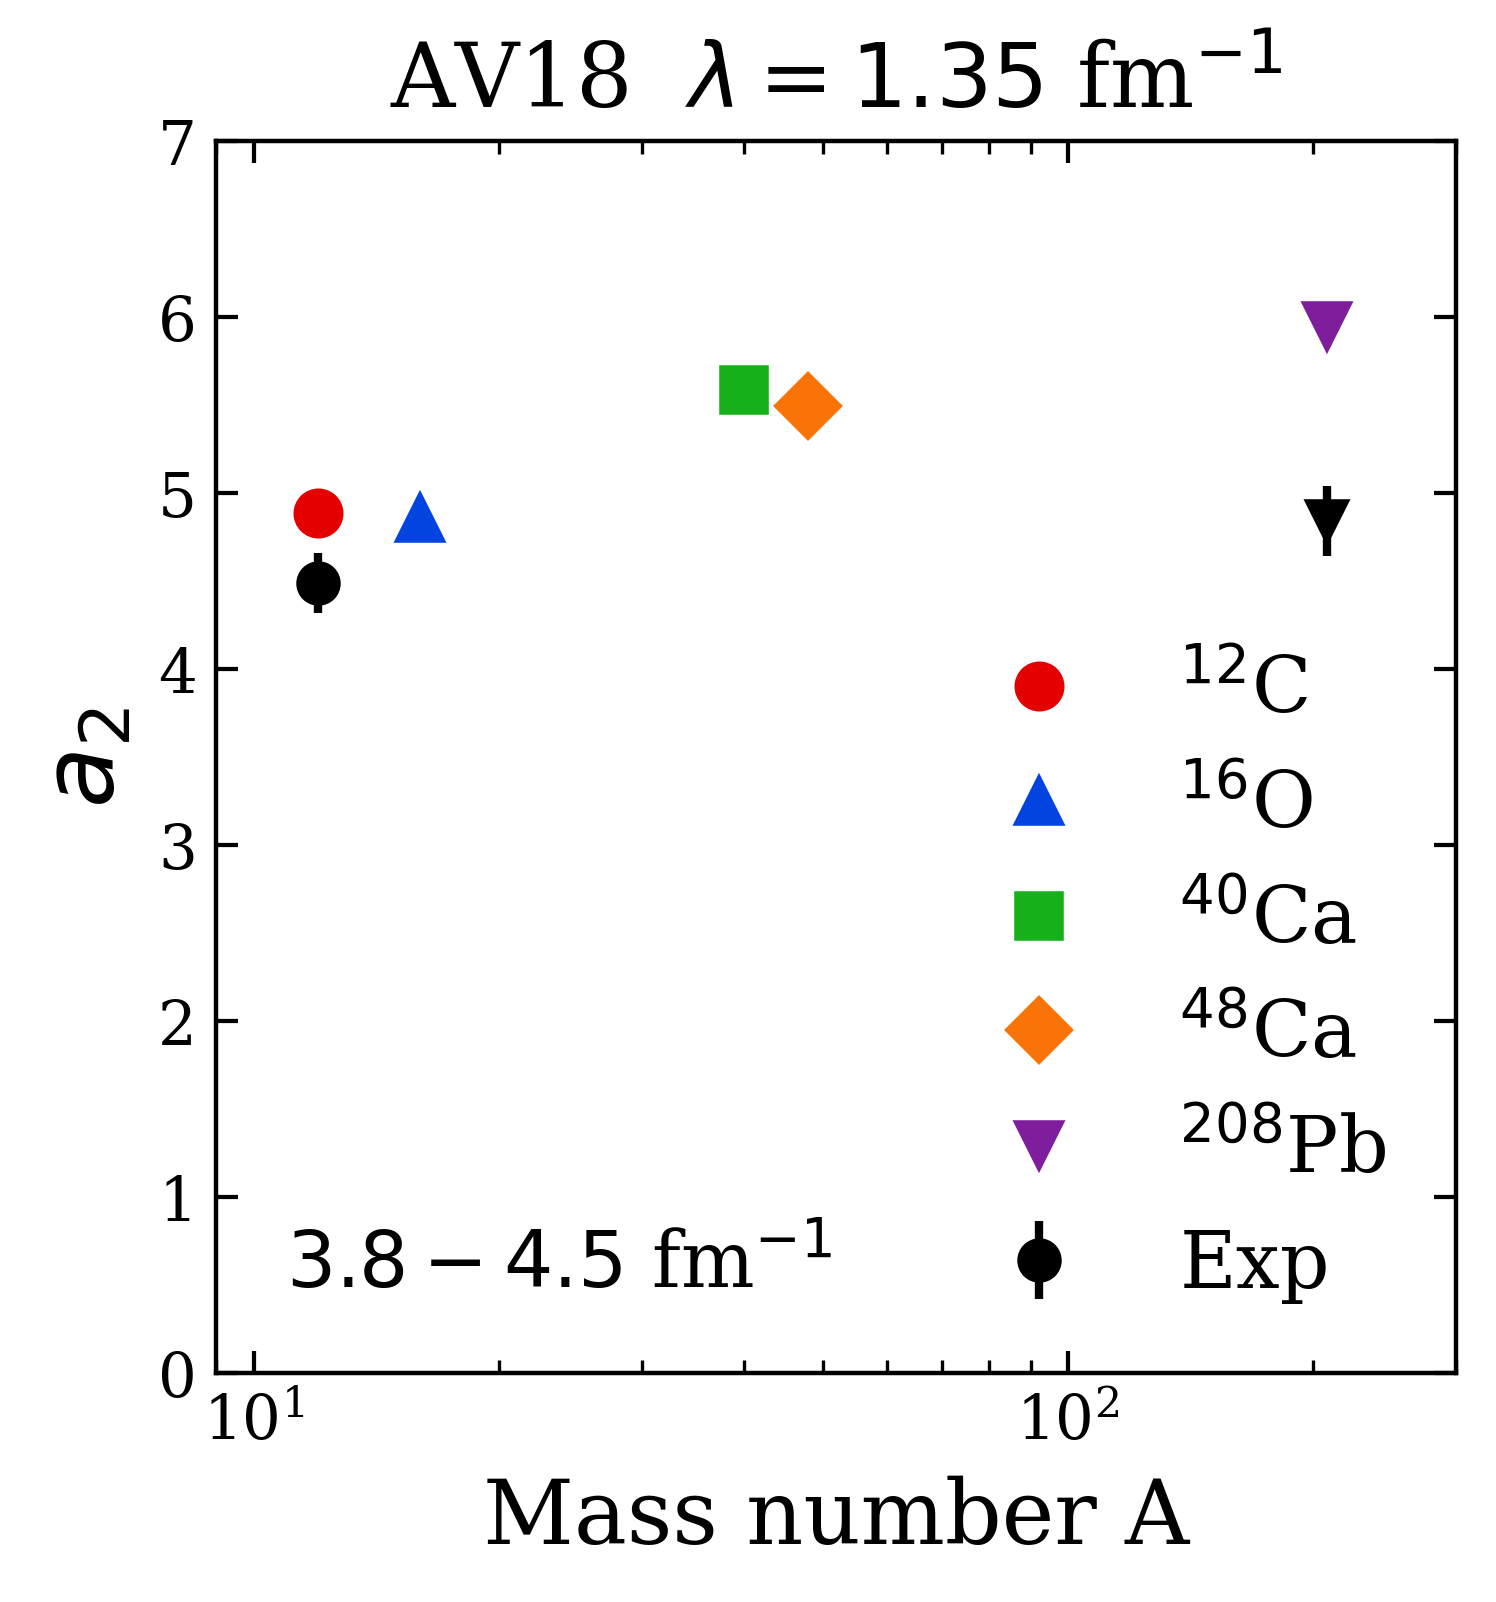 AV18 λ = 1.35 fm⁻¹
7
6
5
4
3
2
1
0
a₂
¹²C
¹⁶O
⁴⁰Ca
⁴⁸Ca
²⁰⁸Pb
Exp
3.8 − 4.5 fm⁻¹
10¹ 10²
Mass number A